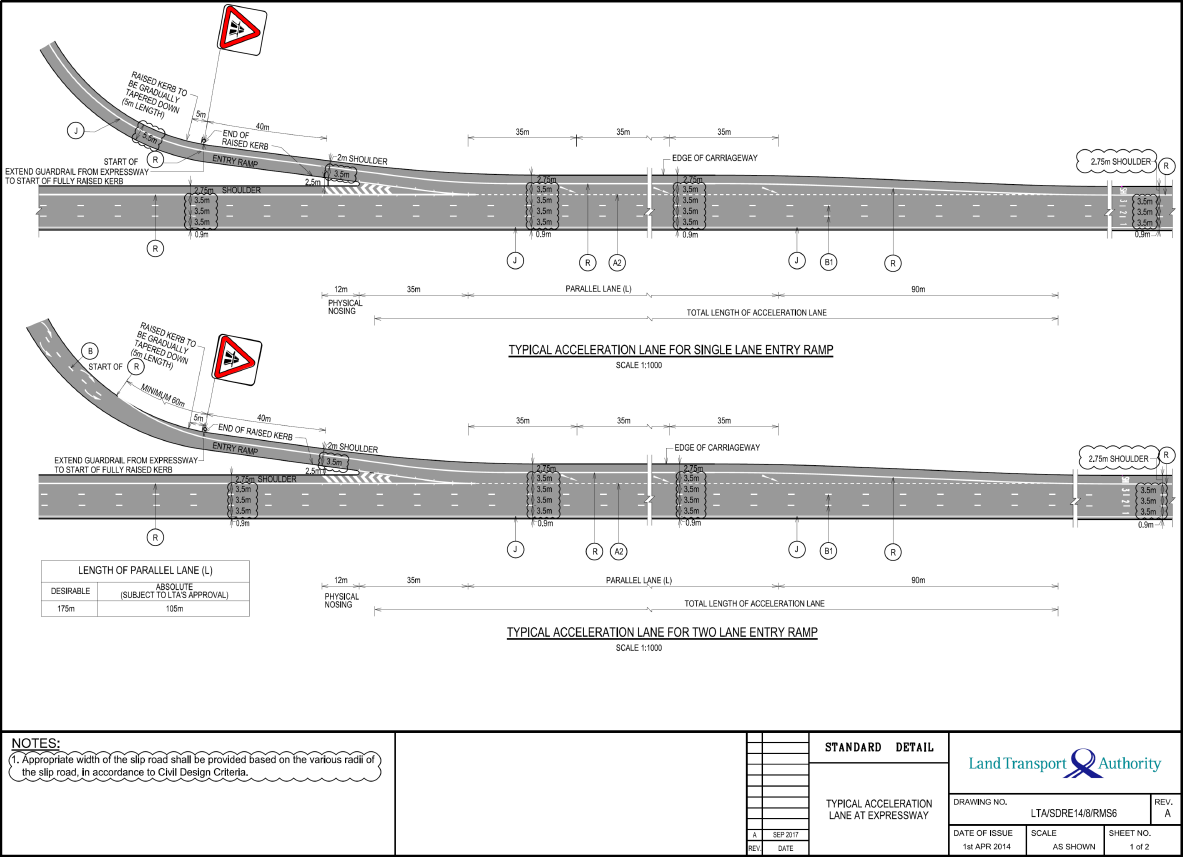 RAISED KERB TO
BE GRADUALLY
TAPERED DOWN
(5m LENGTH)
5m
40m
J
5.5m
R
END OF
RAISED KERB
START OF
ENTRY RAMP
EXTEND GUARDRAIL FROM EXPRESSWAY
TO START OF FULLY RAISED KERB
2m SHOULDER
3.5m
2.5m
35m
35m
35m
EDGE OF CARRIAGEWAY
2.75m SHOULDER
R
2.75m SHOULDER
3.5m
3.5m
3.5m
0.9m
2.75m
3.5m
3.5m
3.5m
3.5m
0.9m
2.75m
3.5m
3.5m
3.5m
3.5m
0.9m
3.5m
3.5m
3.5m
0.9m
R
J
R
A2
J
B1
R
12m
35m
PARALLEL LANE (L)
90m
PHYSICAL
NOSING
TOTAL LENGTH OF ACCELERATION LANE
TYPICAL ACCELERATION LANE FOR SINGLE LANE ENTRY RAMP
SCALE 1:1000
RAISED KERB TO
BE GRADUALLY
TAPERED DOWN
(5m LENGTH)
B
START OF
R
MINIMUM 60m
5m
40m
END OF RAISED KERB
ENTRY RAMP
EXTEND GUARDRAIL FROM EXPRESSWAY
TO START OF FULLY RAISED KERB
2m SHOULDER
3.5m
2.5m
35m
35m
35m
EDGE OF CARRIAGEWAY
2.75m SHOULDER
R
2.75m SHOULDER
3.5m
3.5m
3.5m
0.9m
2.75m
3.5m
3.5m
3.5m
3.5m
0.9m
2.75m
3.5m
3.5m
3.5m
3.5m
0.9m
3.5m
3.5m
3.5m
0.9m
R
J
R
A2
J
B1
R
LENGTH OF PARALLEL LANE (L)
DESIRABLE
ABSOLUTE
(SUBJECT TO LTA'S APPROVAL)
175m
105m
12m
35m
PARALLEL LANE (L)
90m
PHYSICAL
NOSING
TOTAL LENGTH OF ACCELERATION LANE
TYPICAL ACCELERATION LANE FOR TWO LANE ENTRY RAMP
SCALE 1:1000
NOTES:
1. Appropriate width of the slip road shall be provided based on the various radii of
the slip road, in accordance to Civil Design Criteria.
A SEP 2017
REV. DATE
STANDARD DETAIL
TYPICAL ACCELERATION
LANE AT EXPRESSWAY
Land Transport Authority
DRAWING NO.
LTA/SDRE14/8/RMS6
REV.
A
DATE OF ISSUE
1st APR 2014
SCALE
AS SHOWN
SHEET NO.
1 of 2